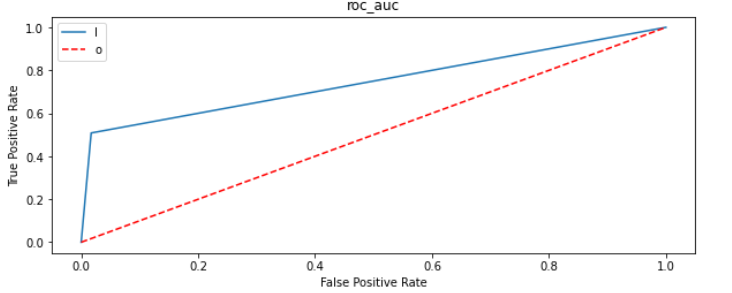 roc_auc
1.0
0.8
0.6
0.4
0.2
0.0
True Positive Rate
l
o
0.0 0.2 0.4 0.6 0.8 1.0
False Positive Rate